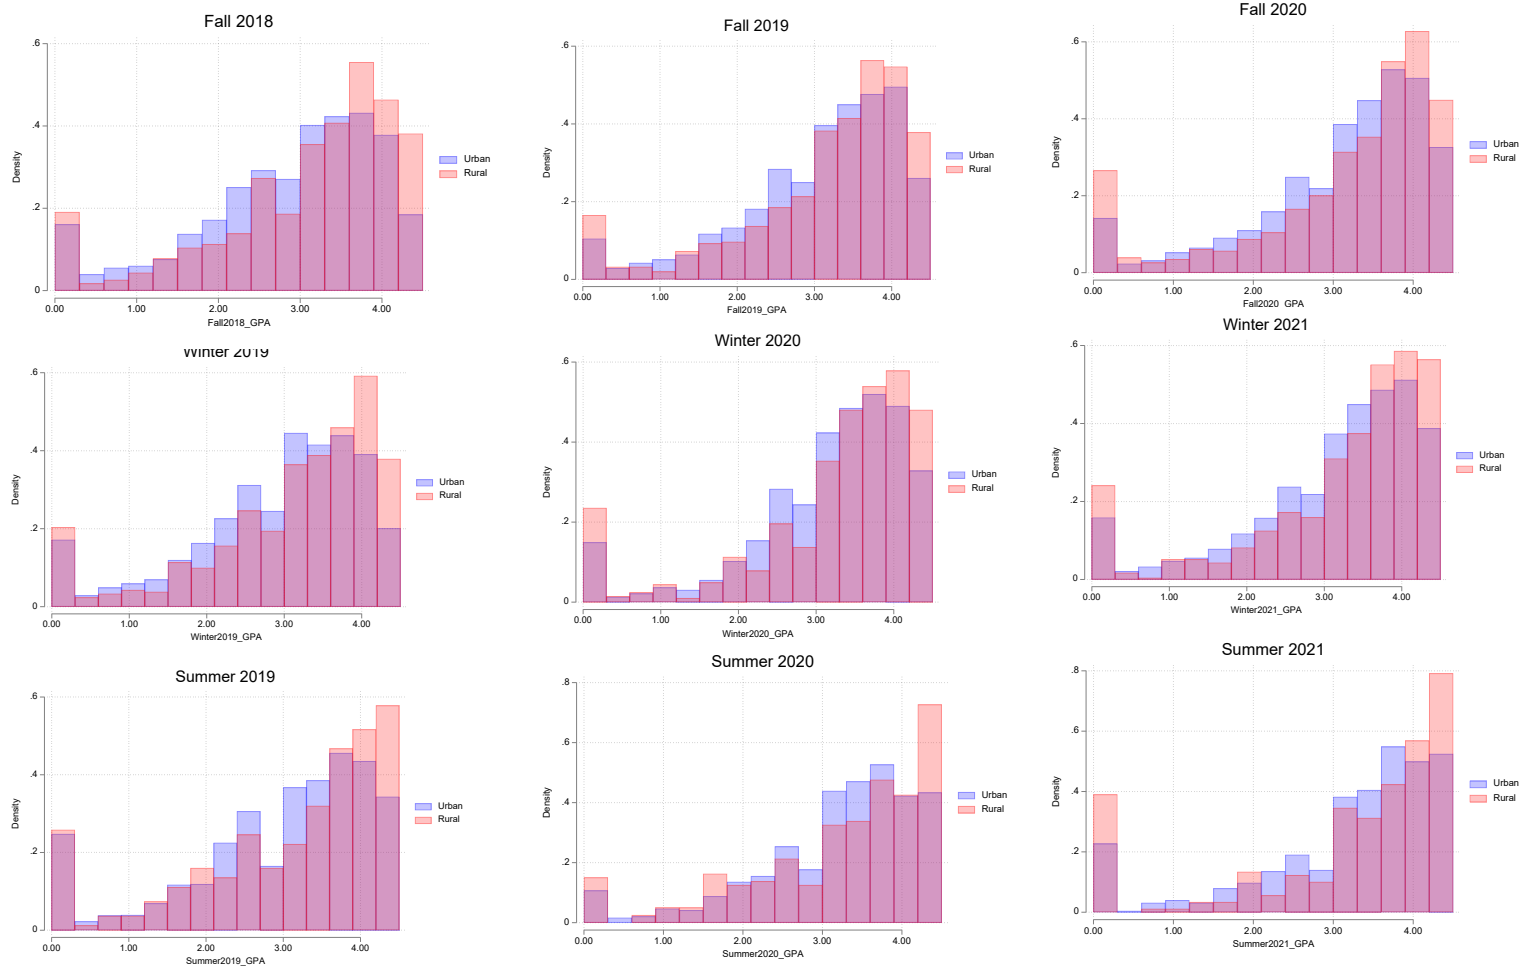 Fall 2018
.6
.4
.2
0
Density
0.00 1.00 2.00 3.00 4.00
Fall2018_GPA
Urban
Rural
Fall 2019
.6
.4
.2
0
Density
0.00 1.00 2.00 3.00 4.00
Fall2019_GPA
Urban
Rural
Fall 2020
.6
.4
.2
0
Density
0.00 1.00 2.00 3.00 4.00
Fall2020_GPA
Urban
Rural
Winter 2019
.6
.4
.2
0
Density
0.00 1.00 2.00 3.00 4.00
Winter2019_GPA
Urban
Rural
Winter 2020
.6
.4
.2
0
Density
0.00 1.00 2.00 3.00 4.00
Winter2020_GPA
Urban
Rural
Winter 2021
.6
.4
.2
0
Density
0.00 1.00 2.00 3.00 4.00
Winter2021_GPA
Urban
Rural
Summer 2019
.6
.4
.2
0
Density
0.00 1.00 2.00 3.00 4.00
Summer2019_GPA
Urban
Rural
Summer 2020
.8
.6
.4
.2
0
Density
0.00 1.00 2.00 3.00 4.00
Summer2020_GPA
Urban
Rural
Summer 2021
.8
.6
.4
.2
0
Density
0.00 1.00 2.00 3.00 4.00
Summer2021_GPA
Urban
Rural